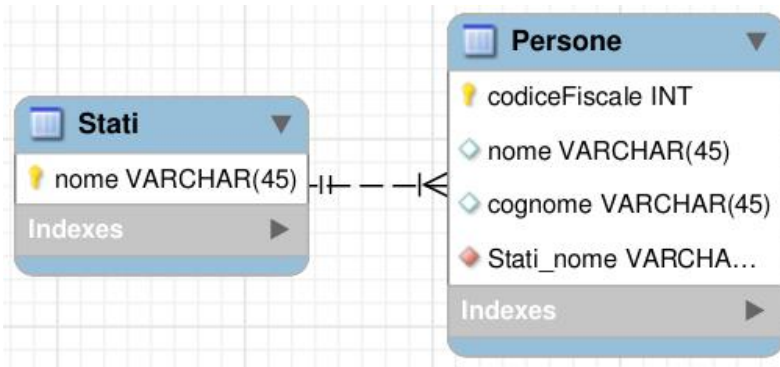 Stati
nome VARCHAR(45)
Indexes
Persone
codiceFiscale INT
nome VARCHAR(45)
cognome VARCHAR(45)
Stati_nome VARCHA...
Indexes